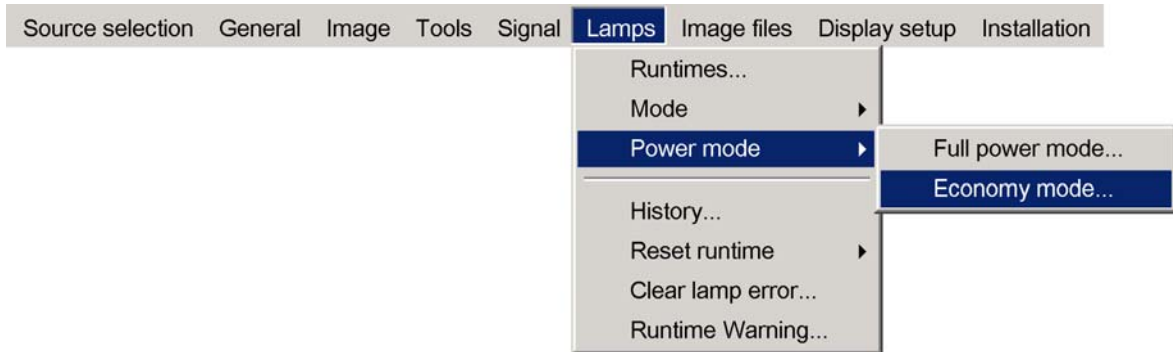 Source selection General Image Tools Signal Lamps Image files Display setup Installation
Runtimes...
Mode
Power mode
Full power mode...
Economy mode...
History...
Reset runtime
Clear lamp error...
Runtime Warning...